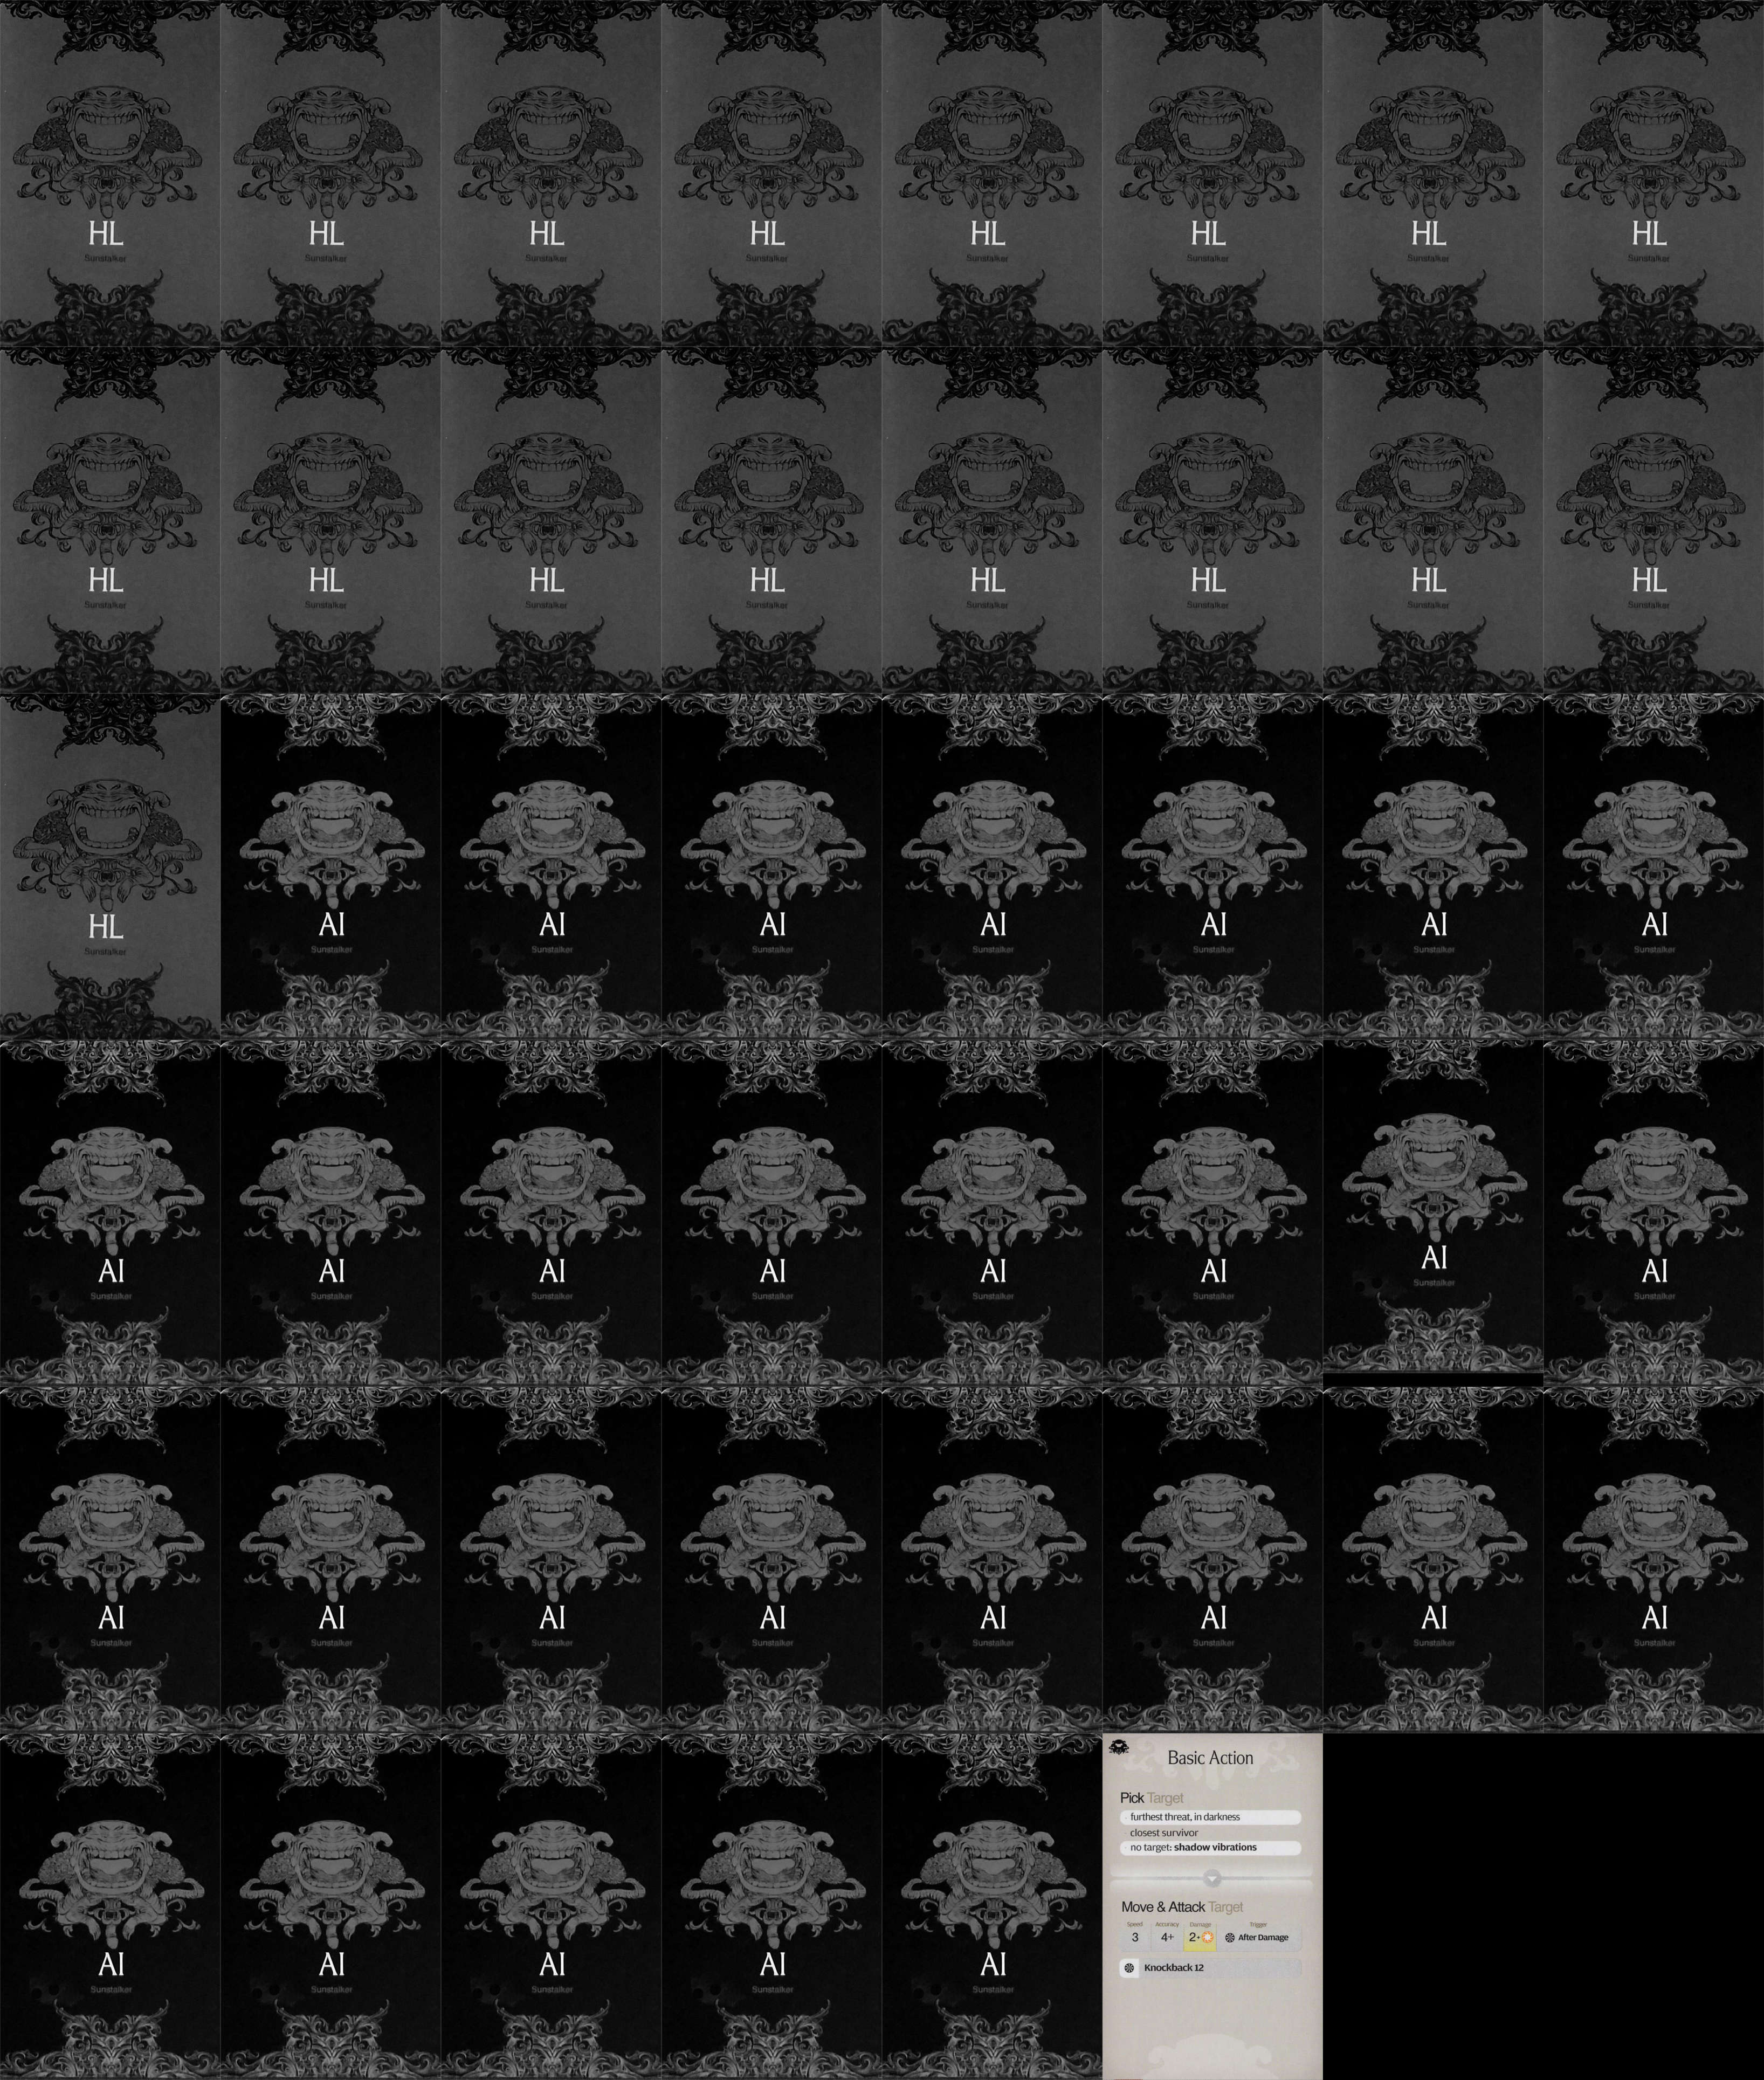 HL
Sunstalker
HL
Sunstalker
HL
Sunstalker
HL
Sunstalker
HL
Sunstalker
HL
Sunstalker
HL
Sunstalker
HL
Sunstalker
HL
Sunstalker
HL
Sunstalker
HL
Sunstalker
HL
Sunstalker
HL
Sunstalker
HL
Sunstalker
HL
Sunstalker
HL
Sunstalker
HL
Sunstalker
AI
Sunstalker
AI
Sunstalker
AI
Sunstalker
AI
Sunstalker
AI
Sunstalker
AI
Sunstalker
AI
Sunstalker
AI
Sunstalker
AI
Sunstalker
AI
Sunstalker
AI
Sunstalker
AI
Sunstalker
AI
Sunstalker
AI
Sunstalker
AI
Sunstalker
AI
Sunstalker
AI
Sunstalker
AI
Sunstalker
AI
Sunstalker
AI
Sunstalker
AI
Sunstalker
AI
Sunstalker
AI
Sunstalker
AI
Sunstalker
AI
Sunstalker
AI
Sunstalker
AI
Sunstalker
AI
Sunstalker
Basic Action
Pick Target
furthest threat, in darkness
closest survivor
no target: shadow vibrations
Move & Attack Target
Speed Accuracy Damage Trigger
3 4+ 2+ After Damage
Knockback 12